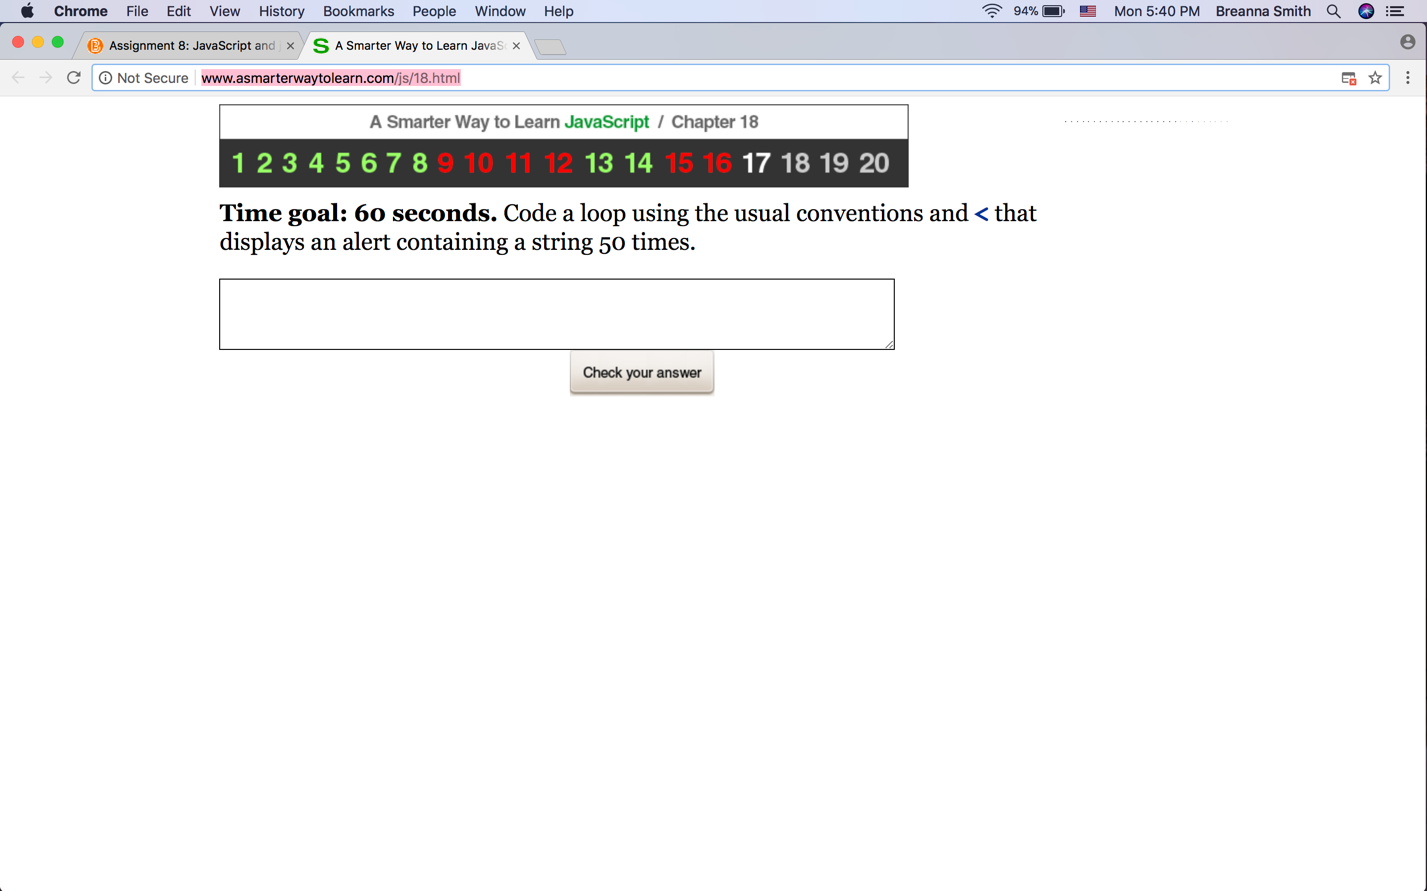 Chrome File Edit View History Bookmarks People Window Help 94% Mon 5:40 PM Breanna Smith
Assignment 8: JavaScript and A Smarter Way to Learn JavaS
Not Secure www.asmarterwaytolearn.com/js/18.html
A Smarter Way to Learn JavaScript / Chapter 18
1 2 3 4 5 6 7 8 9 10 11 12 13 14 15 16 17 18 19 20
Time goal: 60 seconds. Code a loop using the usual conventions and < that
displays an alert containing a string 50 times.
Check your answer